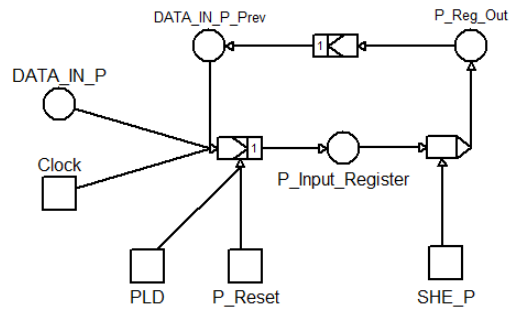 DATA_IN_P_Prev
P_Reg_Out
1
DATA_IN_P
Clock
1
P_Input_Register
PLD
P_Reset
SHE_P